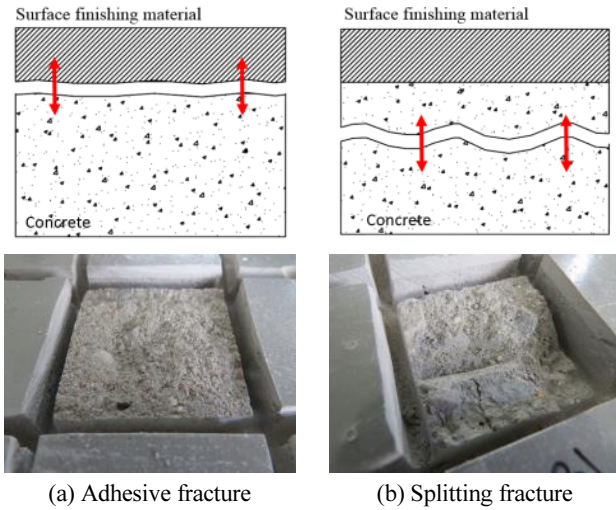 Surface finishing material
Surface finishing material
Concrete
Concrete
(a) Adhesive fracture
(b) Splitting fracture